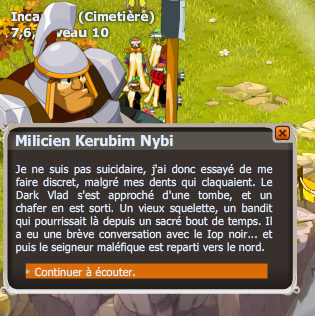 Inca (Cimetière)
7,6, veau 10
Milicien Kerubim Nybi
Je ne suis pas suicidaire, j'ai donc essayé de me
faire discret, malgré mes dents qui claquaient. Le
Dark Vlad s'est approché d'une tombe, et un
chafer en est sorti. Un vieux squelette, un bandit
qui pourrissait là depuis un sacré bout de temps. Il
a eu une brève conversation avec le Iop noir... et
puis le seigneur maléfique est reparti vers le nord.
Continuer à écouter.